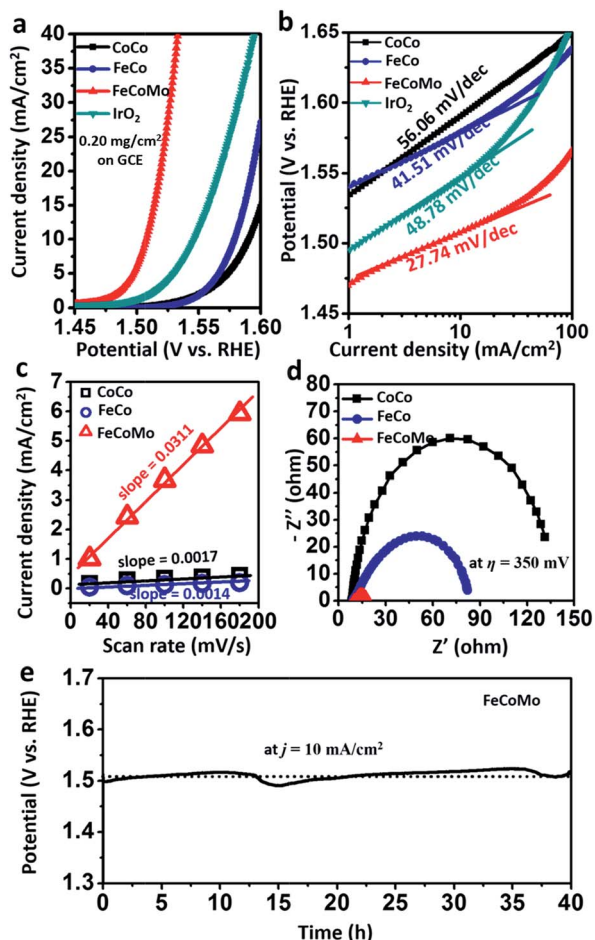 a
40
35
30
25
20
15
10
5
0
Current density (mA/cm²)
CoCo
FeCo
FeCoMo
IrO₂
0.20 mg/cm²
on GCE
1.45
1.50
1.55
1.60
Potential (V vs. RHE)
b
1.65
1.60
1.55
1.50
1.45
Potential (V vs. RHE)
CoCo
FeCo
FeCoMo
IrO₂
56.06 mV/dec
41.51 mV/dec
48.78 mV/dec
27.74 mV/dec
1
10
100
Current density (mA/cm²)
c
7
6
5
4
3
2
1
0
Current density (mA/cm²)
CoCo
FeCo
FeCoMo
slope = 0.0311
slope = 0.0017
slope = 0.0014
0
40
80
120
160
200
Scan rate (mV/s)
d
80
70
60
50
40
30
20
10
0
- Z'' (ohm)
CoCo
FeCo
FeCoMo
at η = 350 mV
0
30
60
90
120
150
Z' (ohm)
e
1.7
1.6
1.5
1.4
1.3
Potential (V vs. RHE)
FeCoMo
at j = 10 mA/cm²
0
5
10
15
20
25
30
35
40
Time (h)